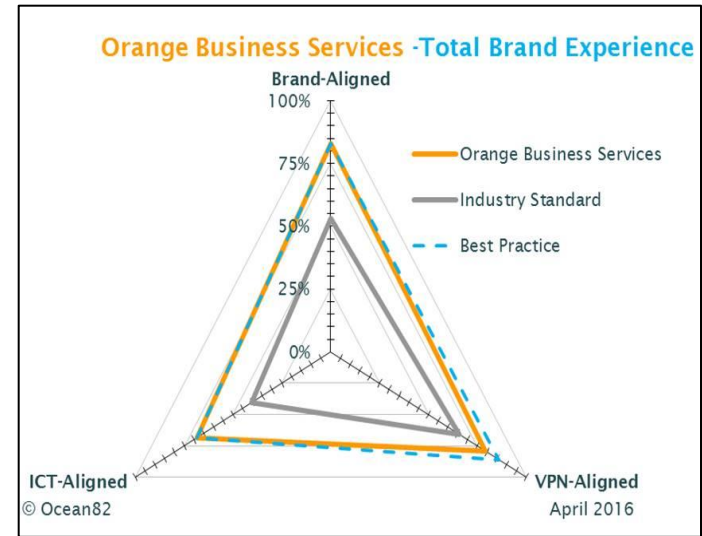 Orange Business Services -Total Brand Experience
Brand-Aligned
100%
75%
50%
25%
0%
Orange Business Services
Industry Standard
Best Practice
ICT-Aligned
VPN-Aligned
© Ocean82
April 2016